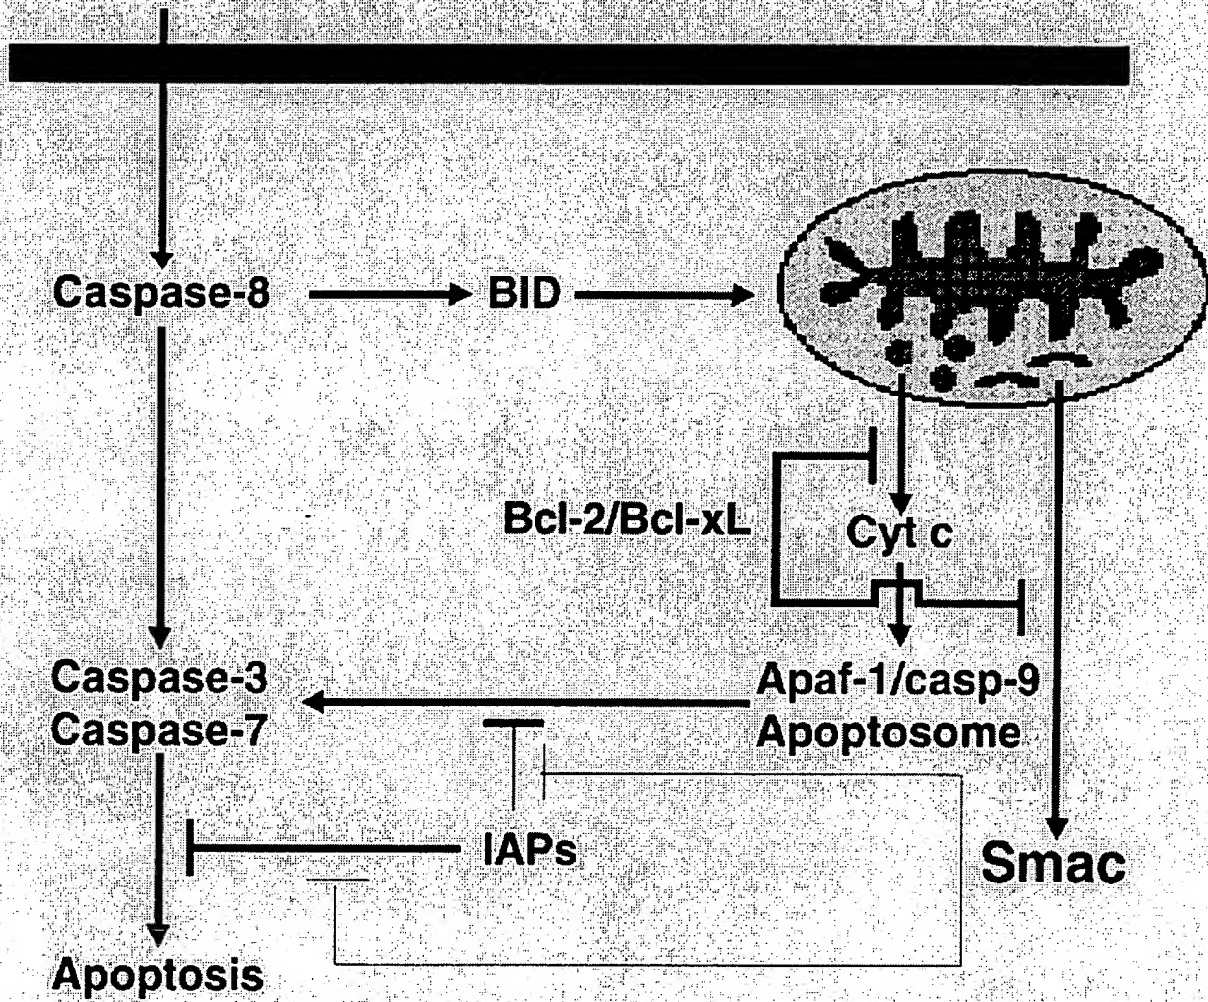 Caspase-8
BID
Bcl-2/Bcl-xL
Cyt c
Caspase-3
Caspase-7
Apaf-1/casp-9
Apoptosome
IAPs
Smac
Apoptosis